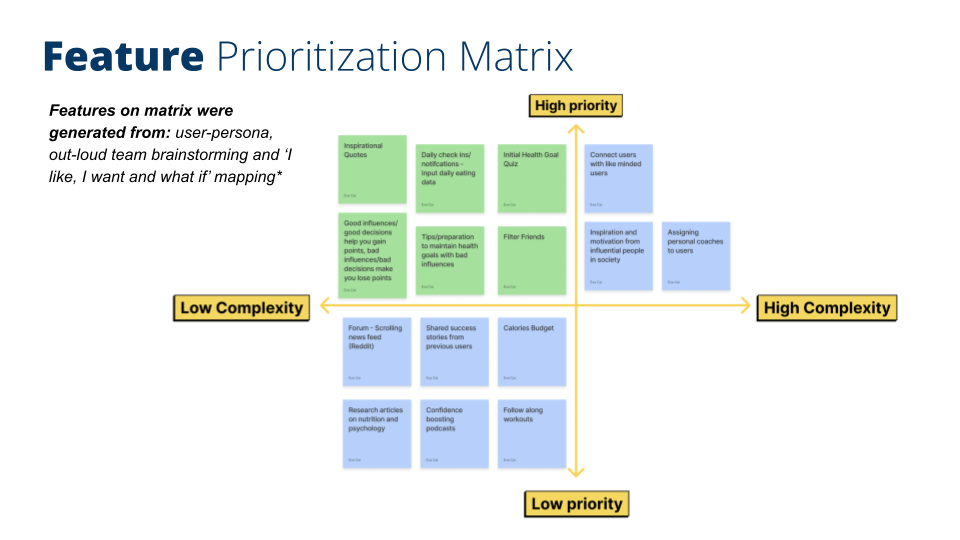 Feature Prioritization Matrix
Features on matrix were
generated from: user-persona,
out-loud team brainstorming and ‘I
like, I want and what if’ mapping*
High priority
Inspirational
Quotes
Daily check ins/
notifcations -
input daily eating
data
Initial Health Goal
Quiz
Connect users
with like minded
users
Good influences/
good decisions
help you gain
points, bad
influences/bad
decisions make
you lose points
Tips/preparation
to maintain health
goals with bad
influences
Filter Friends
Inspiration and
motivation from
influential people
in society
Assigning
personal coaches
to users
Low Complexity
High Complexity
Forum - Scrolling
news feed
(Reddit)
Shared success
stories from
previous users
Calories Budget
Research articles
on nutrition and
psychology
Confidence
boosting
podcasts
Follow along
workouts
Low priority